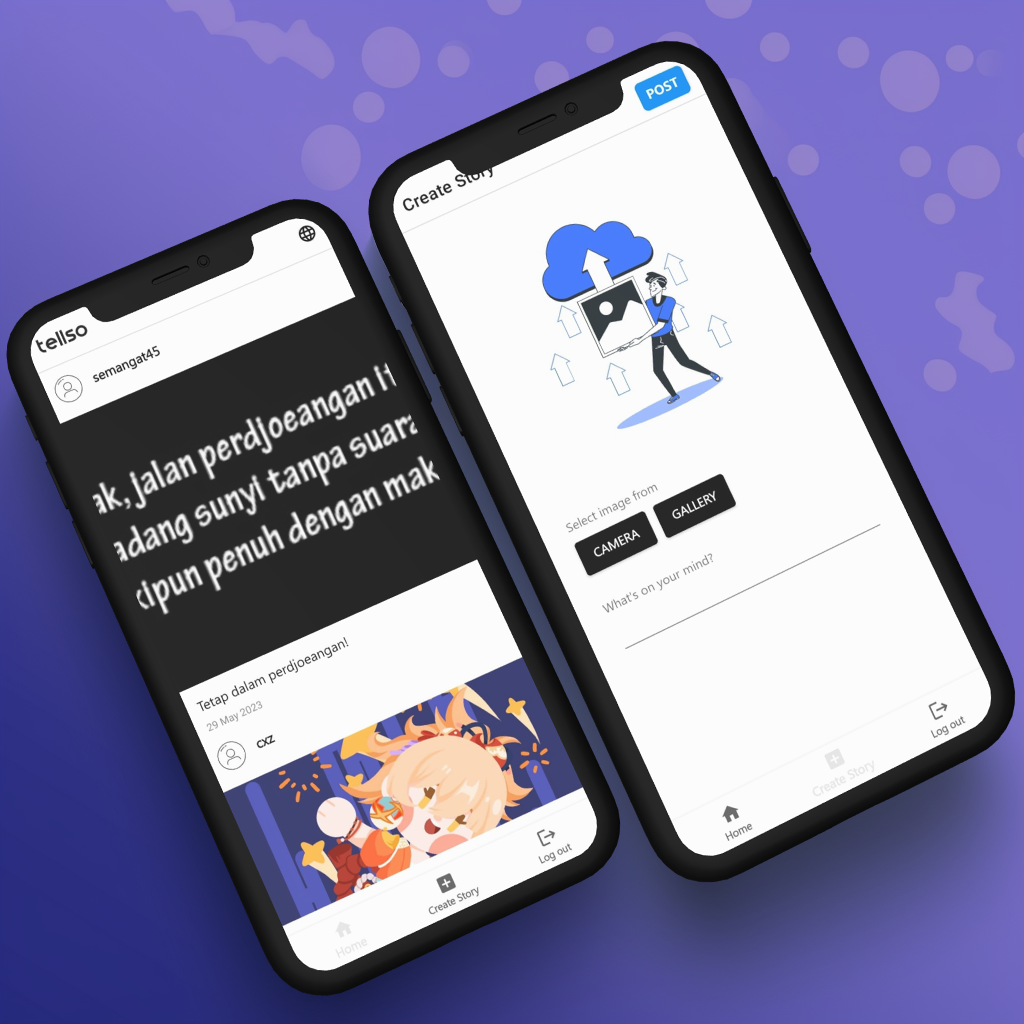 tellso
semangat45
ak, jalan perdjoeangan it
adang sunyi tanpa suara
kipun penuh dengan mak
Tetap dalam perdjoeangan!
29 May 2023
cxz
Home
Create Story
Log out
Create Story
POST
Select image from
CAMERA
GALLERY
What's on your mind?
Home
Create Story
Log out